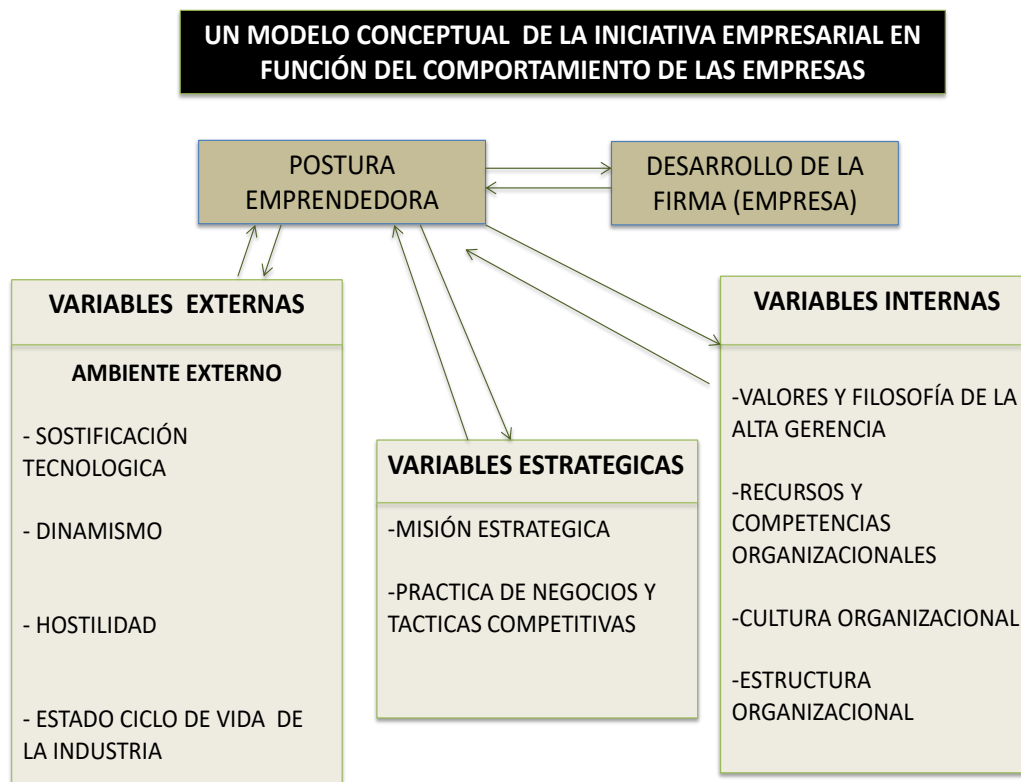 UN MODELO CONCEPTUAL DE LA INICIATIVA EMPRESARIAL EN
FUNCIÓN DEL COMPORTAMIENTO DE LAS EMPRESAS
POSTURA
EMPRENDEDORA
DESARROLLO DE LA
FIRMA (EMPRESA)
VARIABLES EXTERNAS
AMBIENTE EXTERNO
- SOSTIFICACIÓN
TECNOLOGICA
- DINAMISMO
- HOSTILIDAD
- ESTADO CICLO DE VIDA DE
LA INDUSTRIA
VARIABLES ESTRATEGICAS
-MISIÓN ESTRATEGICA
-PRACTICA DE NEGOCIOS Y
TACTICAS COMPETITIVAS
VARIABLES INTERNAS
-VALORES Y FILOSOFÍA DE LA
ALTA GERENCIA
-RECURSOS Y
COMPETENCIAS
ORGANIZACIONALES
-CULTURA ORGANIZACIONAL
-ESTRUCTURA
ORGANIZACIONAL